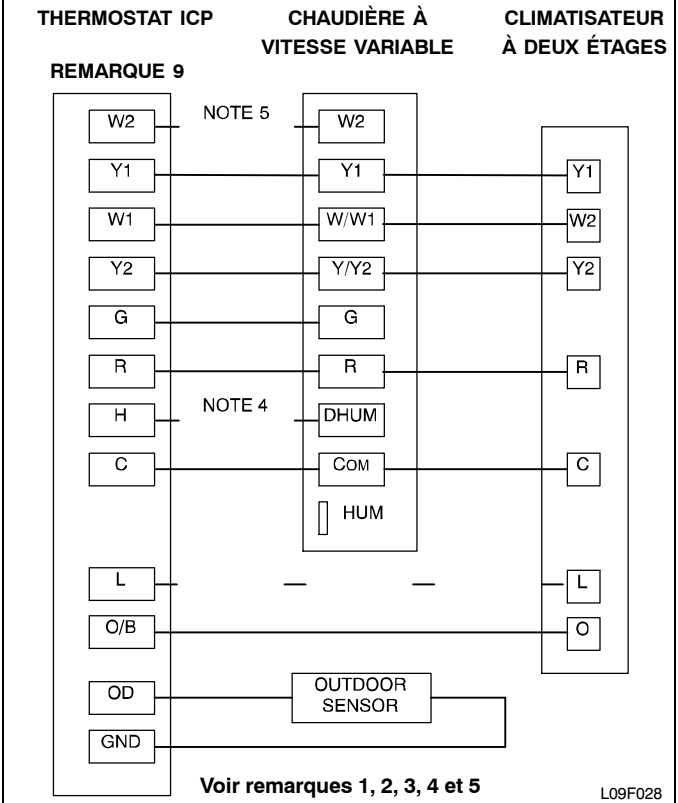 THERMOSTAT ICP CHAUDIÈRE À CLIMATISEUR
VITESSE VARIABLE À DEUX ÉTAGES
REMARQUE 9
W2 NOTE 5 W2
Y1 Y1 Y1
W1 W/W1 W2
Y2 Y/Y2 Y2
G G
R R R
H NOTE 4 DHUM
C COM C
HUM
L L
O/B O
OD OUTDOOR
SENSOR
GND
Voir remarques 1, 2, 3, 4 et 5
L09F028